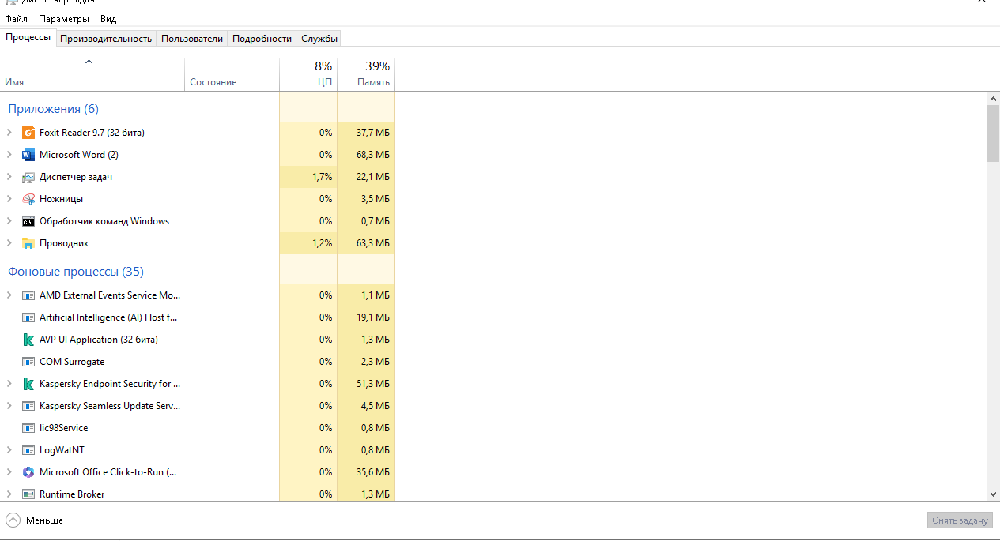 Диспетчер задач
Файл Параметры Вид
Процессы Производительность Пользователи Подробности Службы
8% 39%
Имя Состояние ЦП Память
Приложения (6)
Foxit Reader 9.7 (32 бита) 0% 37,7 МБ
Microsoft Word (2) 0% 68,3 МБ
Диспетчер задач 1,7% 22,1 МБ
Ножницы 0% 3,5 МБ
Обработчик команд Windows 0% 0,7 МБ
Проводник 1,2% 63,3 МБ
Фоновые процессы (35)
AMD External Events Service Mo... 0% 1,1 МБ
Artificial Intelligence (AI) Host f... 0% 19,1 МБ
AVP UI Application (32 бита) 0% 1,3 МБ
COM Surrogate 0% 2,3 МБ
Kaspersky Endpoint Security for ... 0% 51,3 МБ
Kaspersky Seamless Update Serv... 0% 4,5 МБ
lic98Service 0% 0,8 МБ
LogWatNT 0% 0,8 МБ
Microsoft Office Click-to-Run (... 0% 35,6 МБ
Runtime Broker 0% 1,3 МБ
Меньше Снять задачу